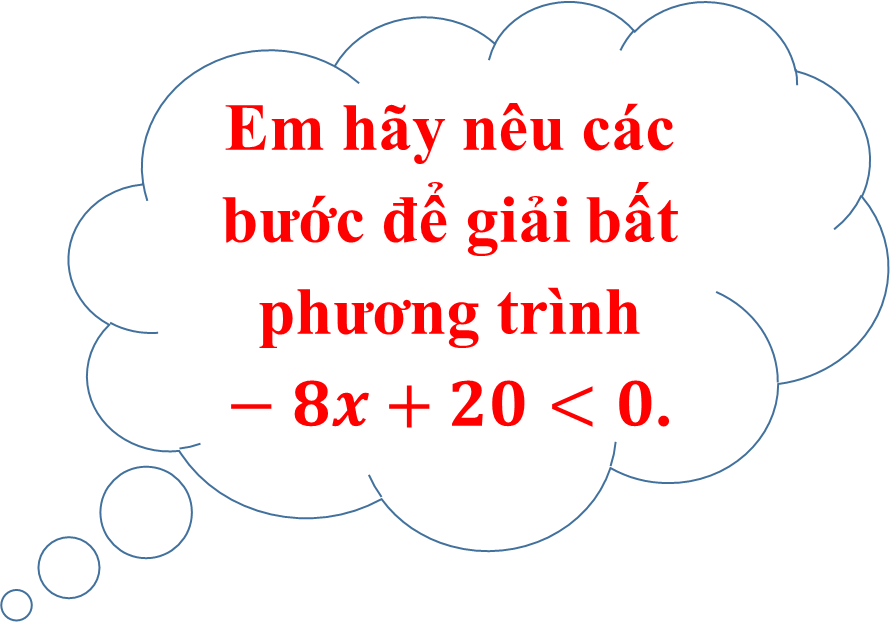 Em hãy nêu các
bước để giải bất
phương trình
− 8x + 20 < 0.